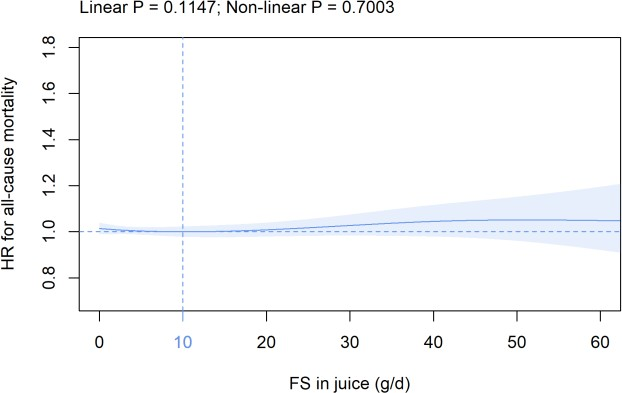 Linear P = 0.1147; Non-linear P = 0.7003
HR for all-cause mortality
1.8
1.6
1.4
1.2
1.0
0.8
0 10 20 30 40 50 60
FS in juice (g/d)